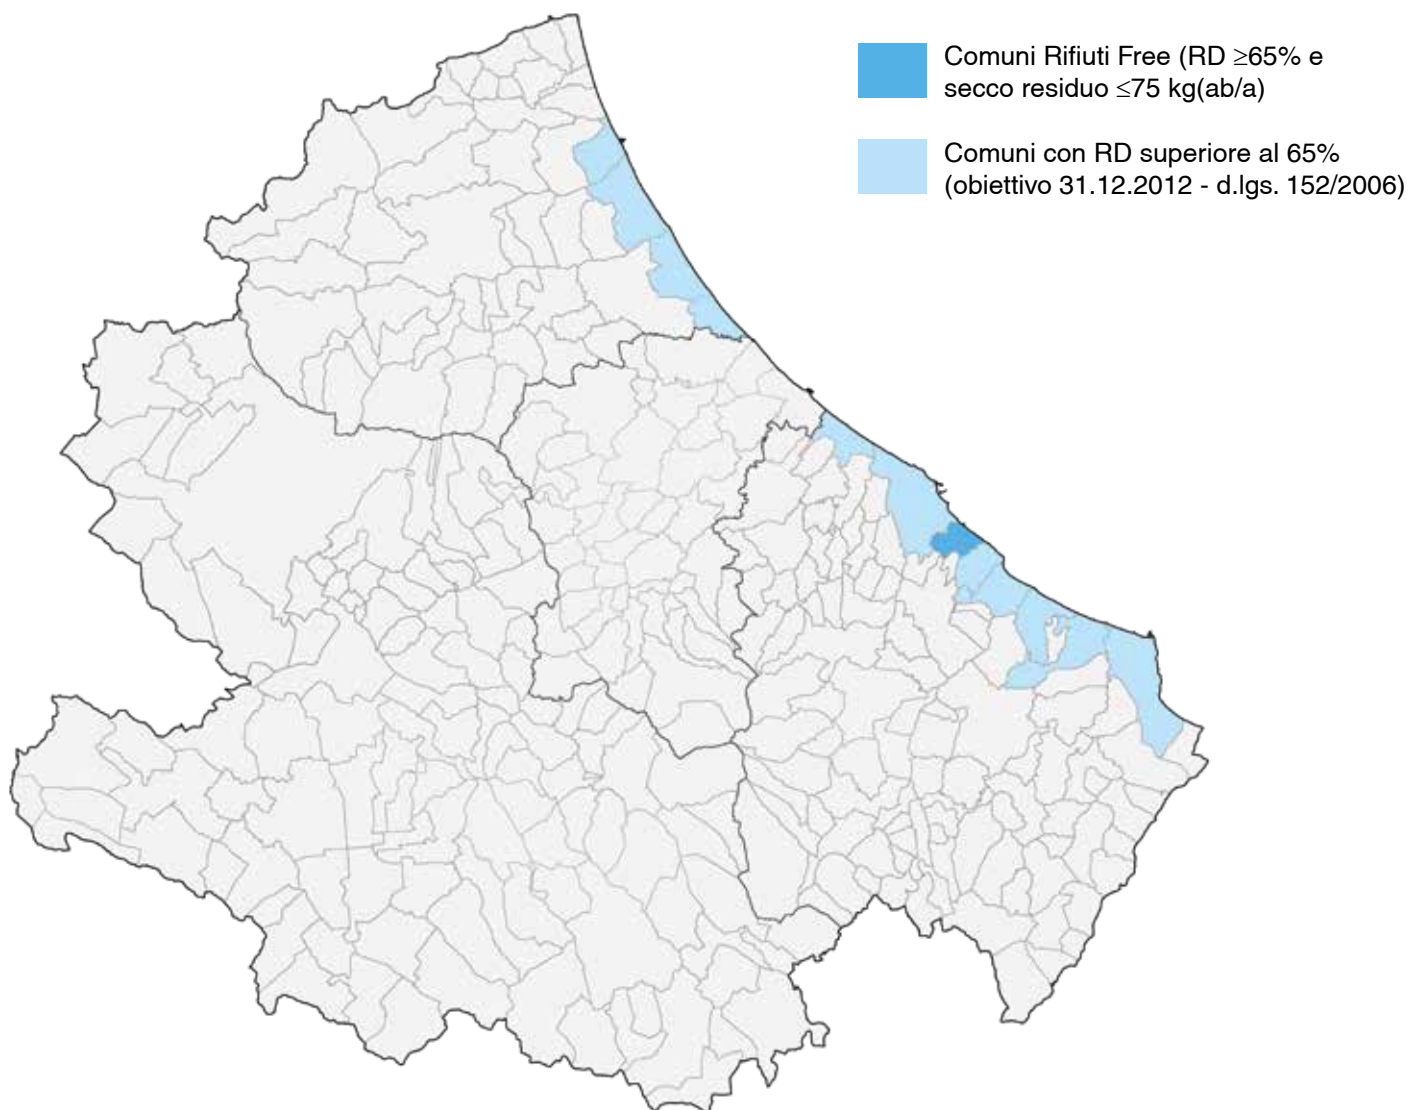 Comuni Rifiuti Free (RD ≥65% e
secco residuo ≤75 kg(ab/a)
Comuni con RD superiore al 65%
(obiettivo 31.12.2012 - d.lgs. 152/2006)